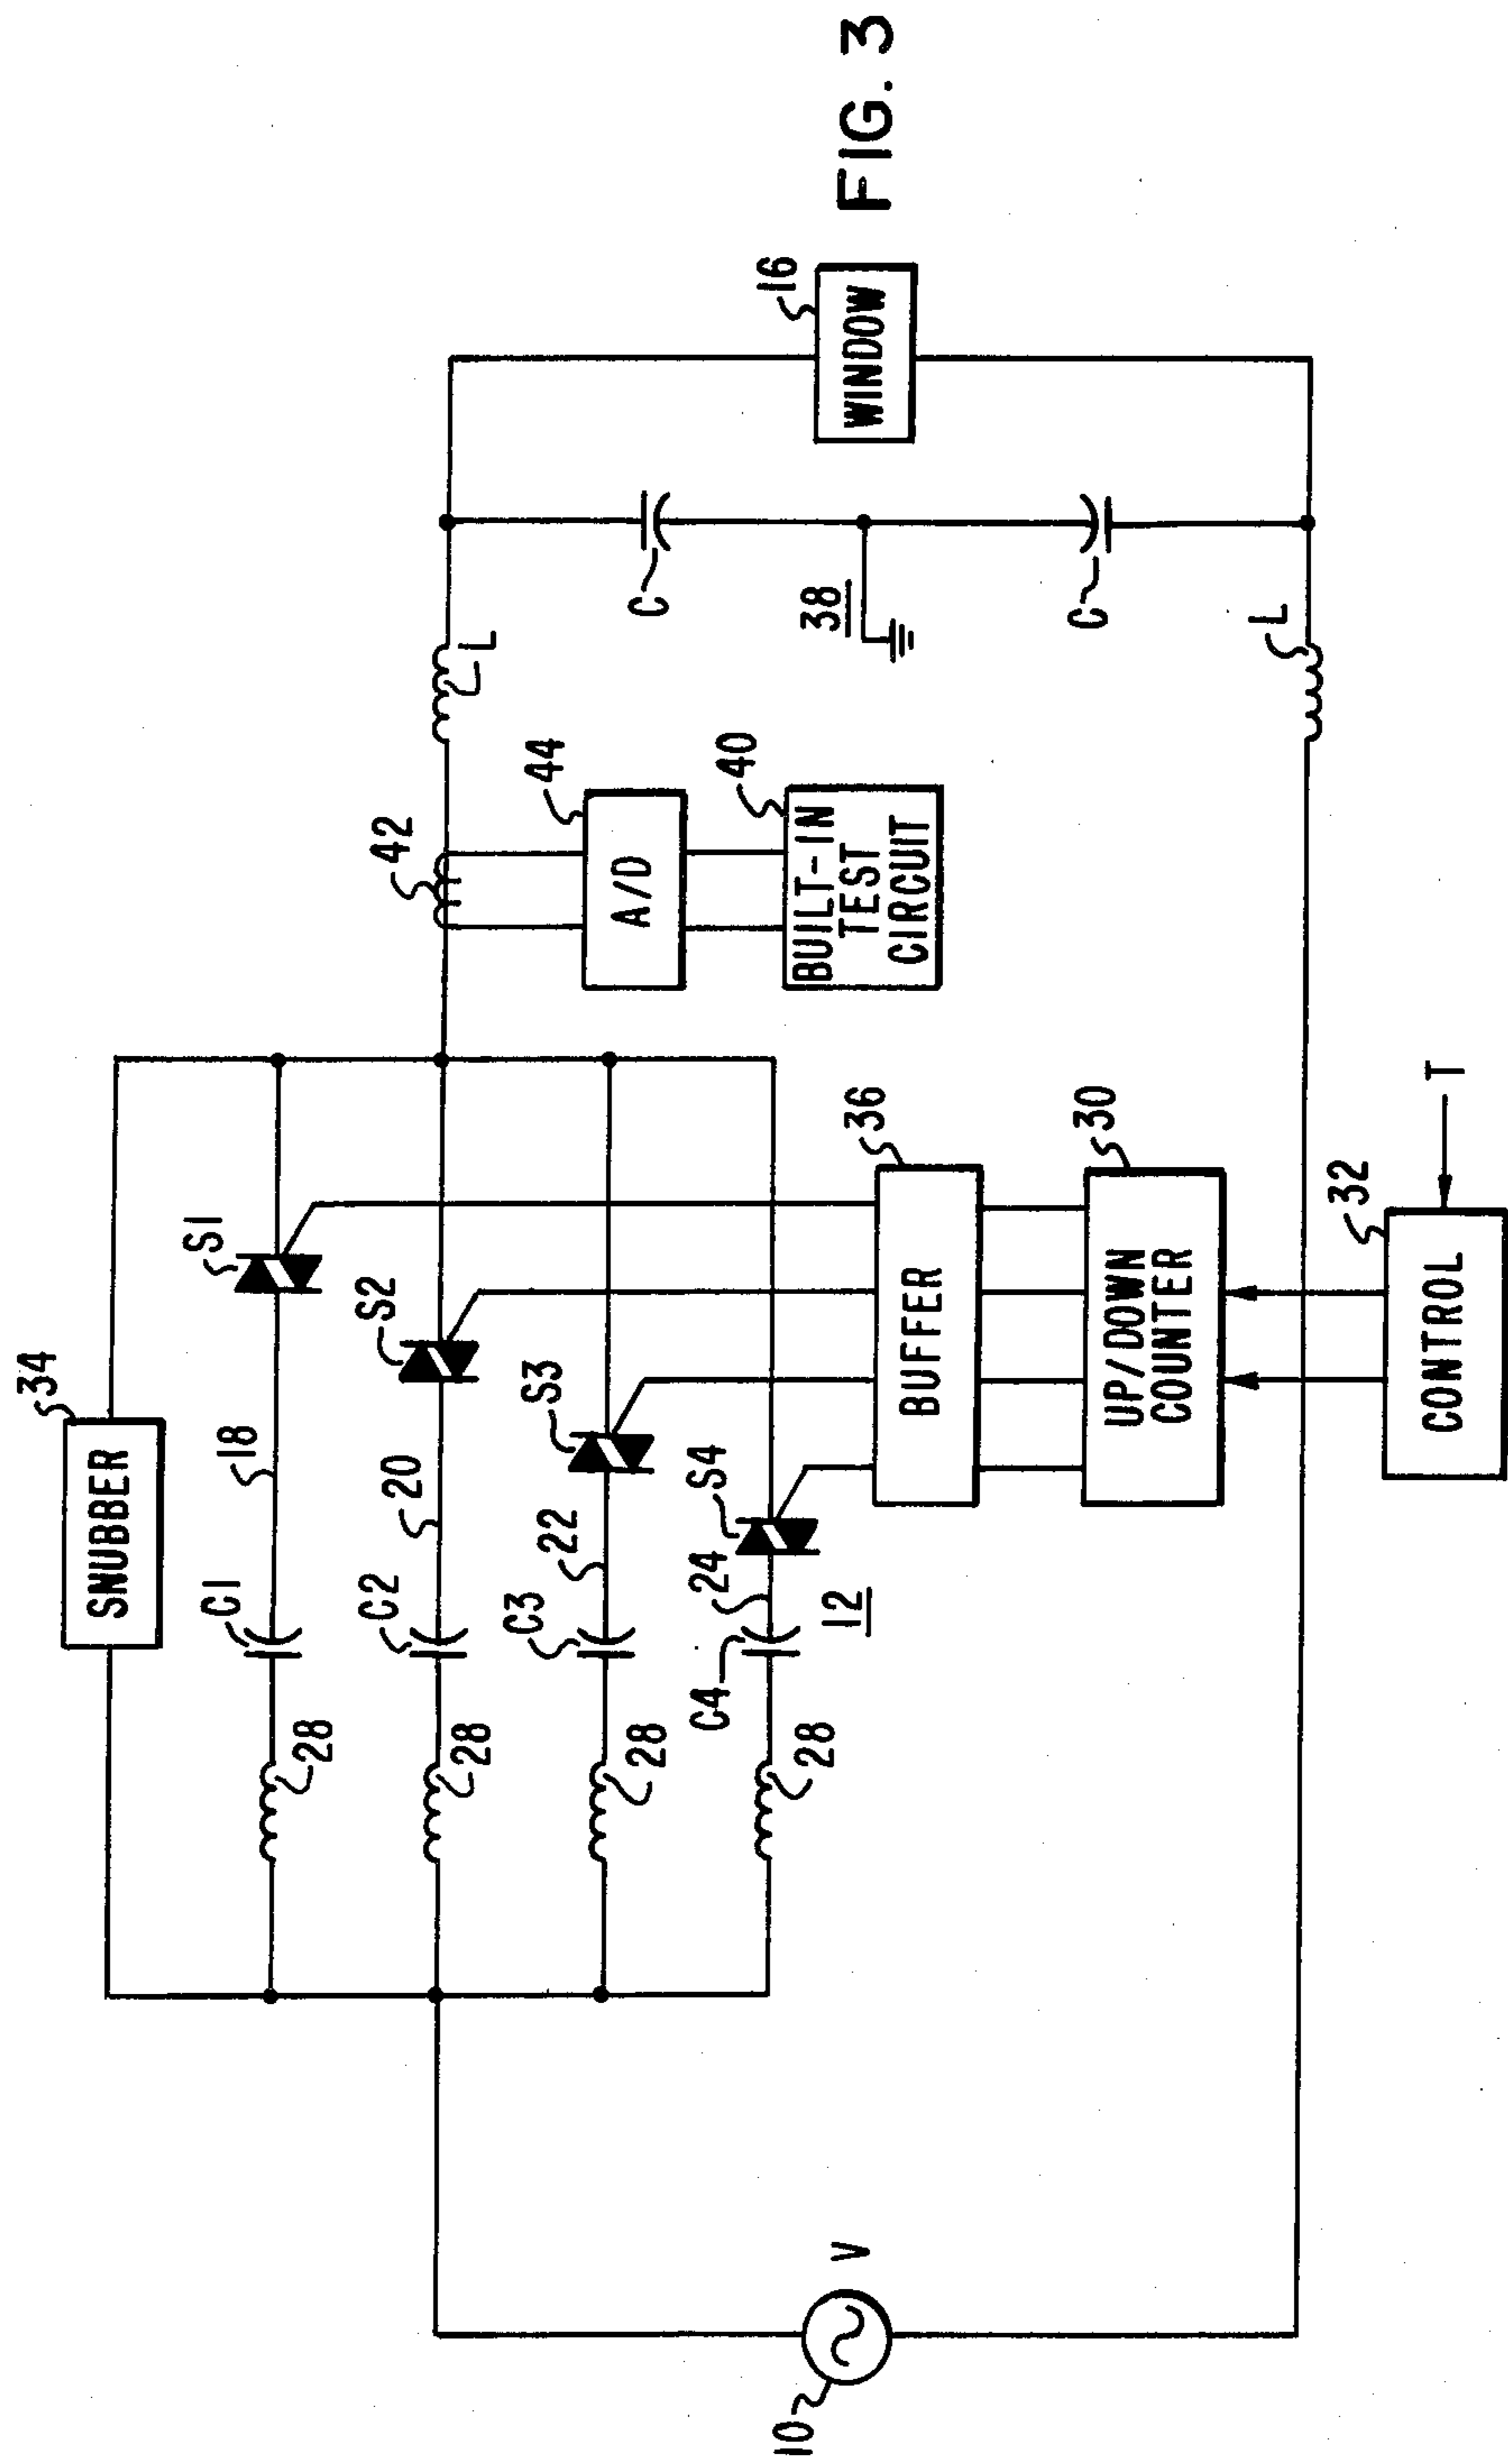 34
SNUBBER
S1
18
C1
28
S2
20
C2
28
S3
22
C3
28
S4
24
C4
28
12
42
44
A/D
40
BUILT-IN
TEST
CIRCUIT
L
C
38
C
L
16
WINDOW
36
BUFFER
30
UP/DOWN
COUNTER
32
CONTROL
T
10
V
FIG. 3